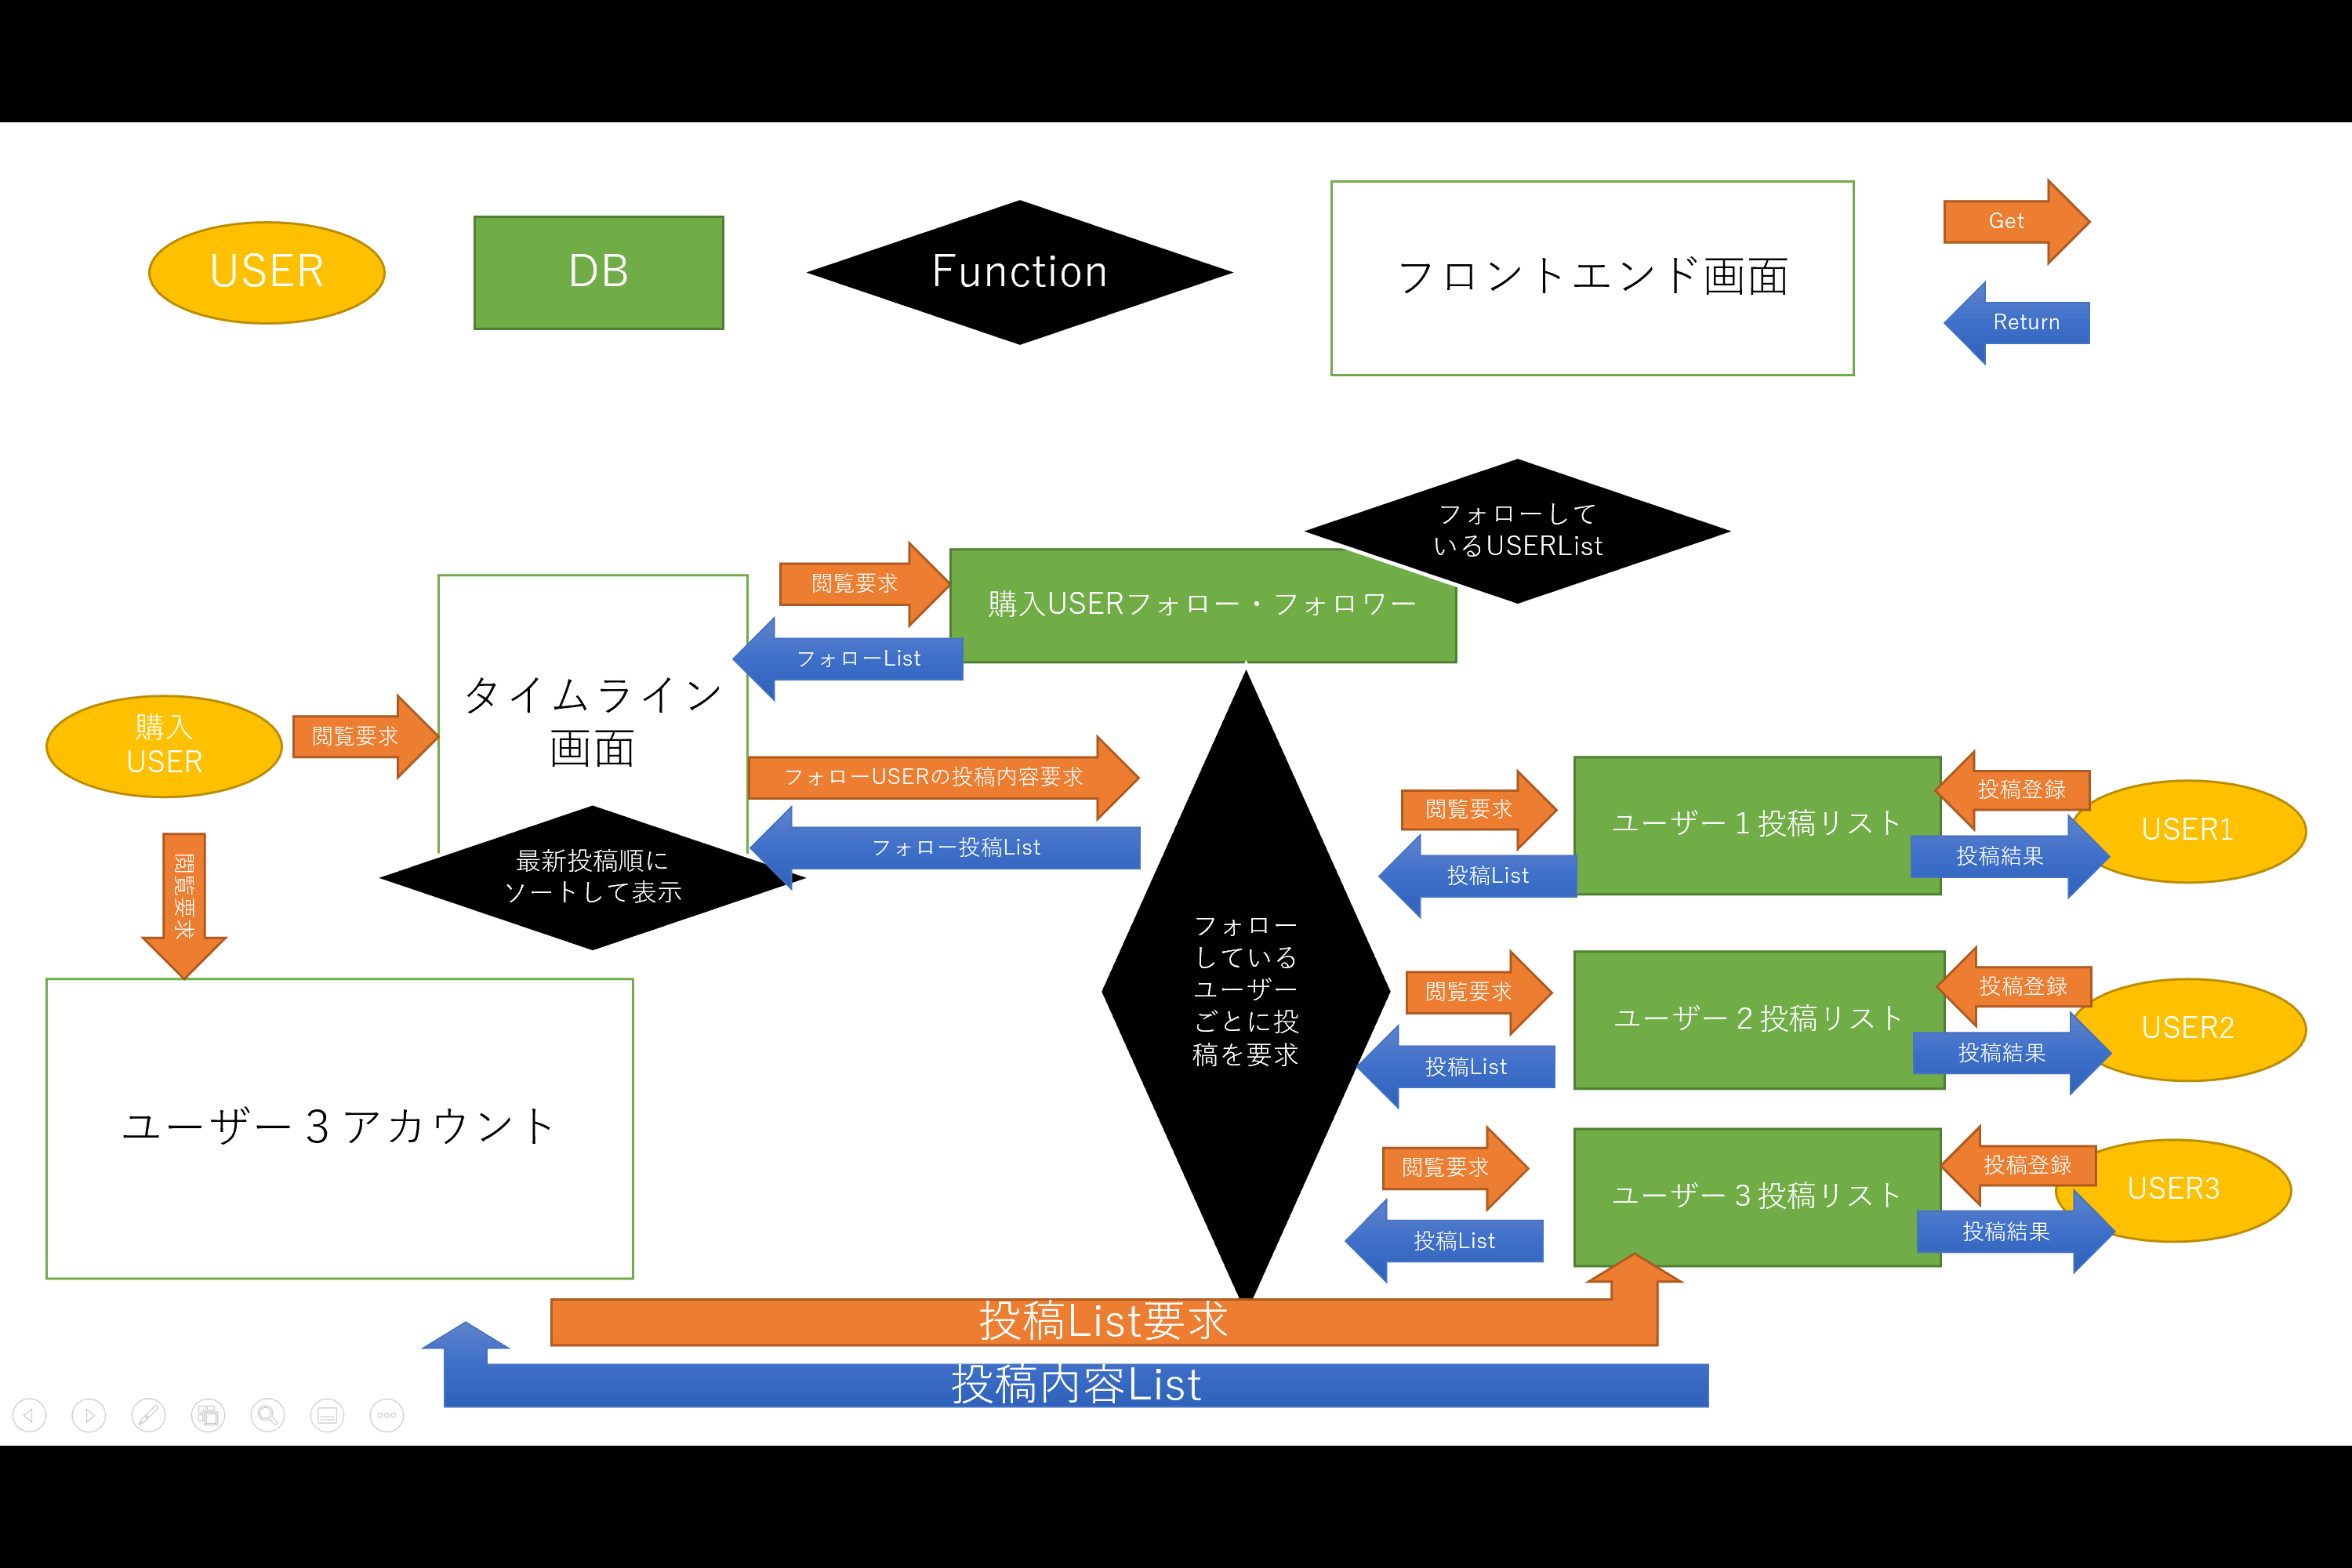 USER
DB
Function
フロントエンド画面
Get
Return
フォローして
いるUSERList
閲覧要求
購入USERフォロー・フォロワー
フォローList
タイムライン
画面
購入
USER
閲覧要求
フォローUSERの投稿内容要求
フォロー投稿List
最新投稿順に
ソートして表示
閲覧要求
ユーザー３アカウント
フォロー
している
ユーザー
ごとに投
稿を要求
閲覧要求
投稿List
ユーザー１投稿リスト
投稿登録
投稿結果
USER1
閲覧要求
投稿List
ユーザー２投稿リスト
投稿登録
投稿結果
USER2
閲覧要求
投稿List
ユーザー３投稿リスト
投稿登録
投稿結果
USER3
投稿List要求
投稿内容List